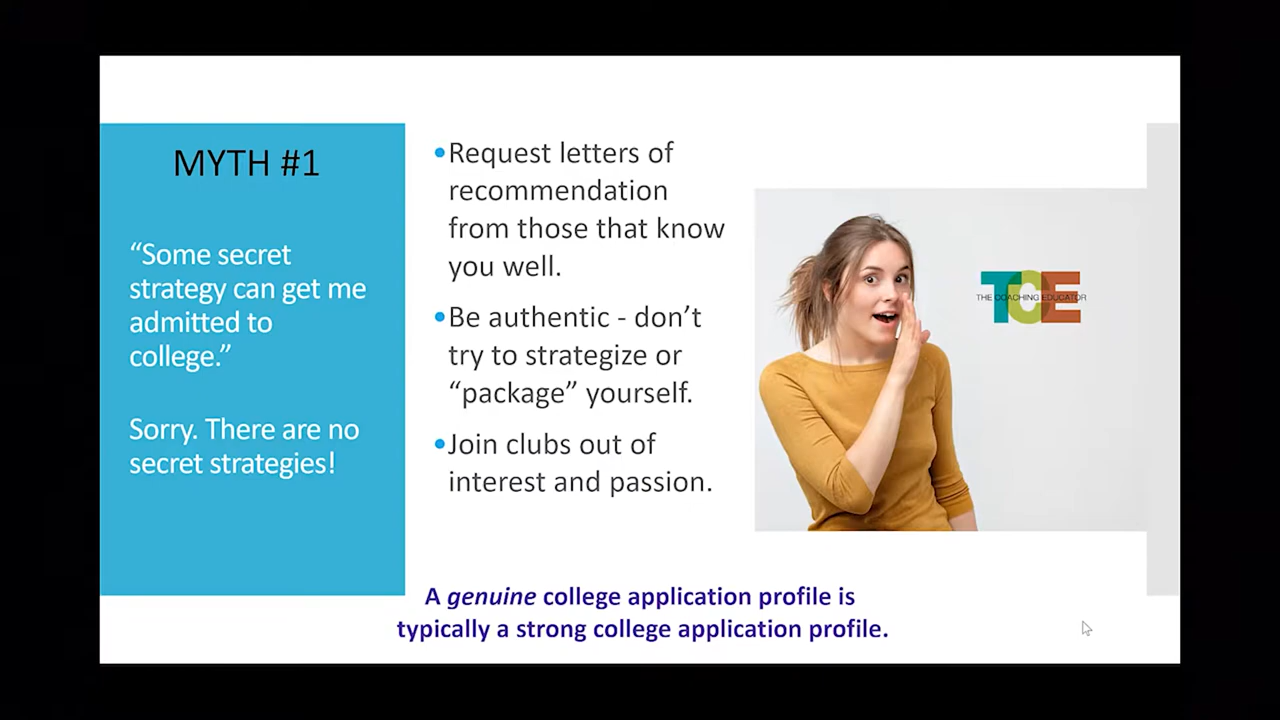 MYTH #1
“Some secret
strategy can get me
admitted to
college.”
Sorry. There are no
secret strategies!
•Request letters of
recommendation
from those that know
you well.
•Be authentic - don’t
try to strategize or
“package” yourself.
•Join clubs out of
interest and passion.
TCE
THE COACHING EDUCATOR
A genuine college application profile is
typically a strong college application profile.